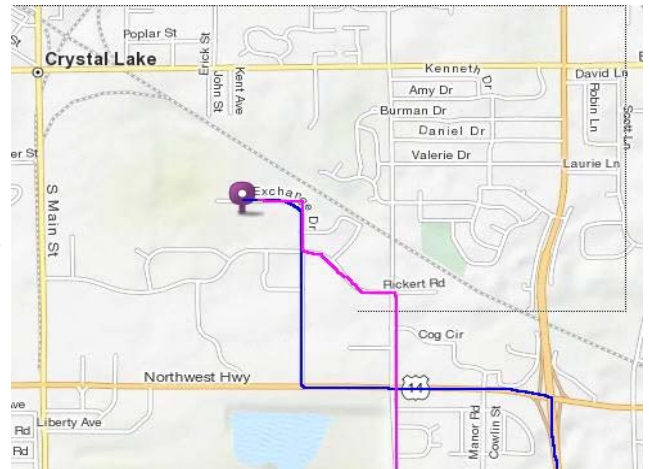 Poplar St
Erick St
Crystal Lake
John St
Kent Ave
Kenneth Dr
David Ln
Amy Dr
Robin Ln
Scott Ln
Burman Dr
Daniel Dr
er St
Valerie Dr
Laurie Ln
S Main St
Exchange Dr
Rickert Rd
Cog Cir
Northwest Hwy
14
ve
Liberty Ave
Rd
Rd
Manor Rd
Cowlin St